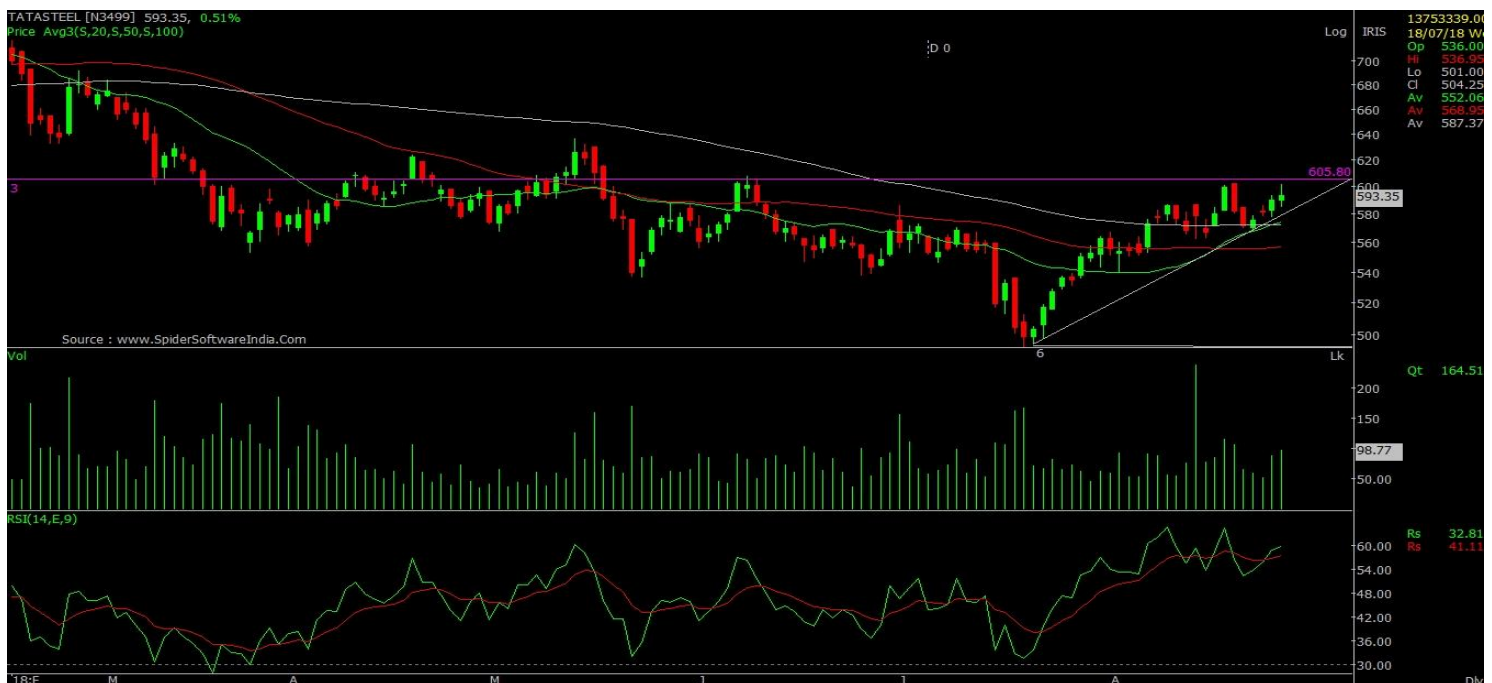 TATASTEEL [N3499] 593.35, 0.51%
Price Avg3(S,20,S,50,S,100)
D 0
Log
IRIS
13753339.00
18/07/18 We
Op 536.00
Hi 536.95
Lo 501.00
Cl 504.25
Av 552.06
Av 568.95
Av 587.37
700
680
660
640
620
600
593.35
580
560
540
520
500
605.80
3
6
Source : www.SpiderSoftwareIndia.Com
Vol
Lk
Qt 164.51
200
150
98.77
50.00
RSI(14,E,9)
Rs 32.81
Rs 41.11
60.00
54.00
48.00
42.00
36.00
30.00
'18:F M A M J J A Dly